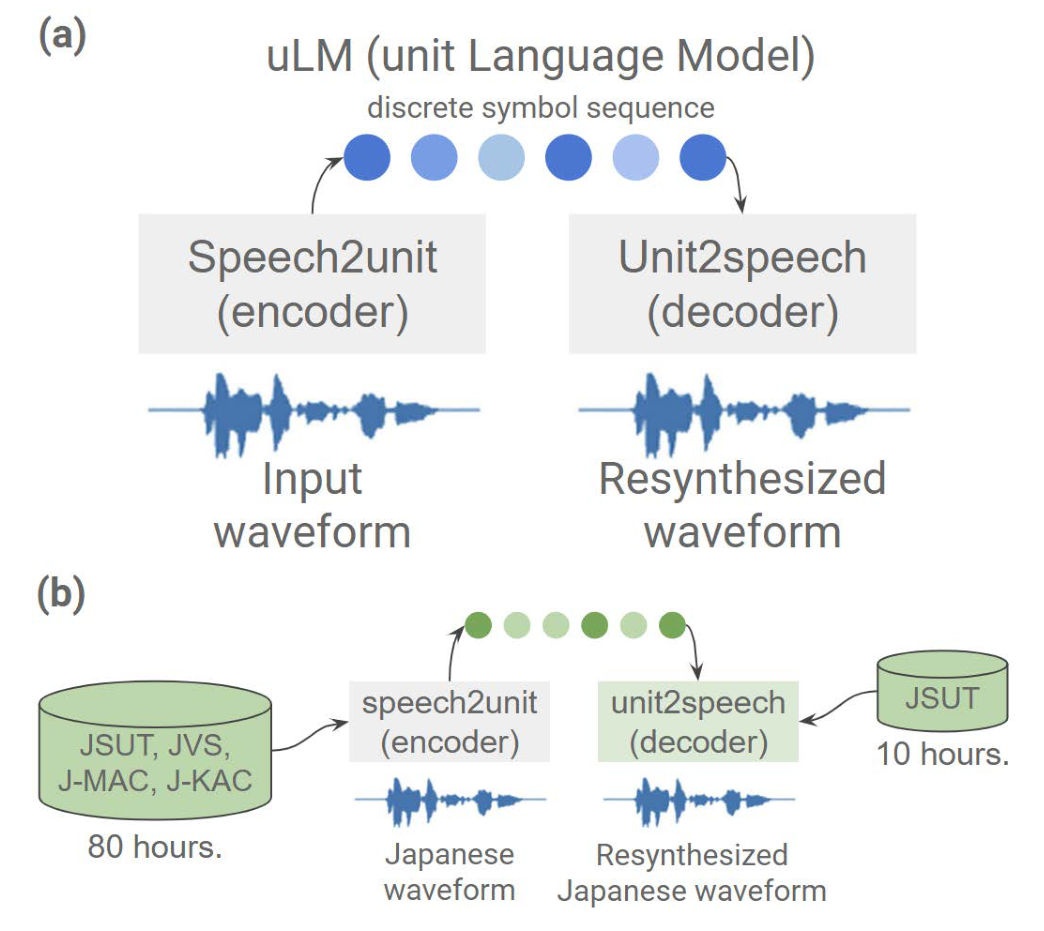 (a)
uLM (unit Language Model)
discrete symbol sequence
Speech2unit
(encoder)
Unit2speech
(decoder)
Input
waveform
Resynthesized
waveform
(b)
JSUT, JVS,
J-MAC, J-KAC
80 hours.
speech2unit
(encoder)
unit2speech
(decoder)
JSUT
10 hours.
Japanese
waveform
Resynthesized
Japanese waveform